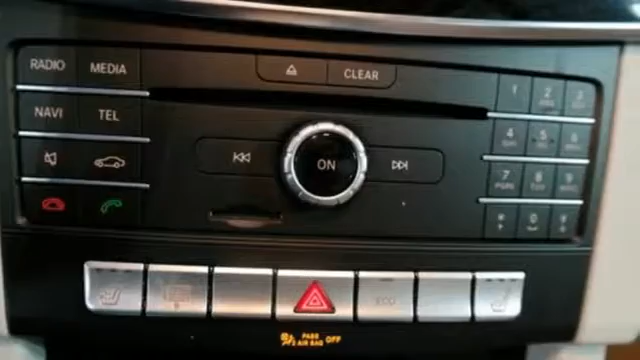 RADIO MEDIA
CLEAR
NAVI TEL
ON
1 2 3
4 5 6
7 8 9
PQRS
* 0 #
ECO
PASS
AIR BAG OFF